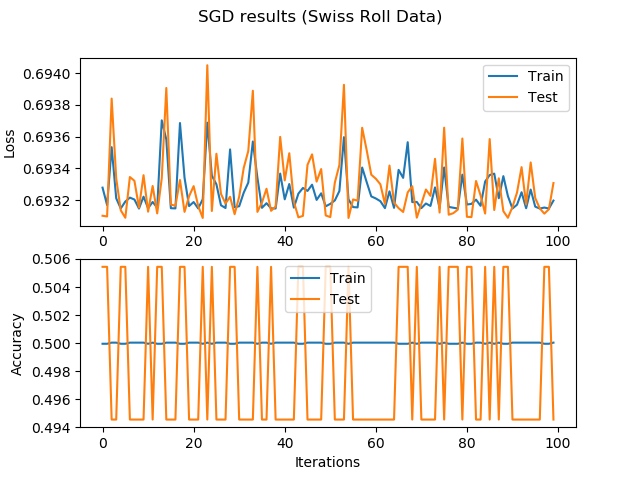 SGD results (Swiss Roll Data)
Loss
0.6940
0.6938
0.6936
0.6934
0.6932
Train
Test
0 20 40 60 80 100
Accuracy
0.506
0.504
0.502
0.500
0.498
0.496
0.494
Train
Test
0 20 40 60 80 100
Iterations